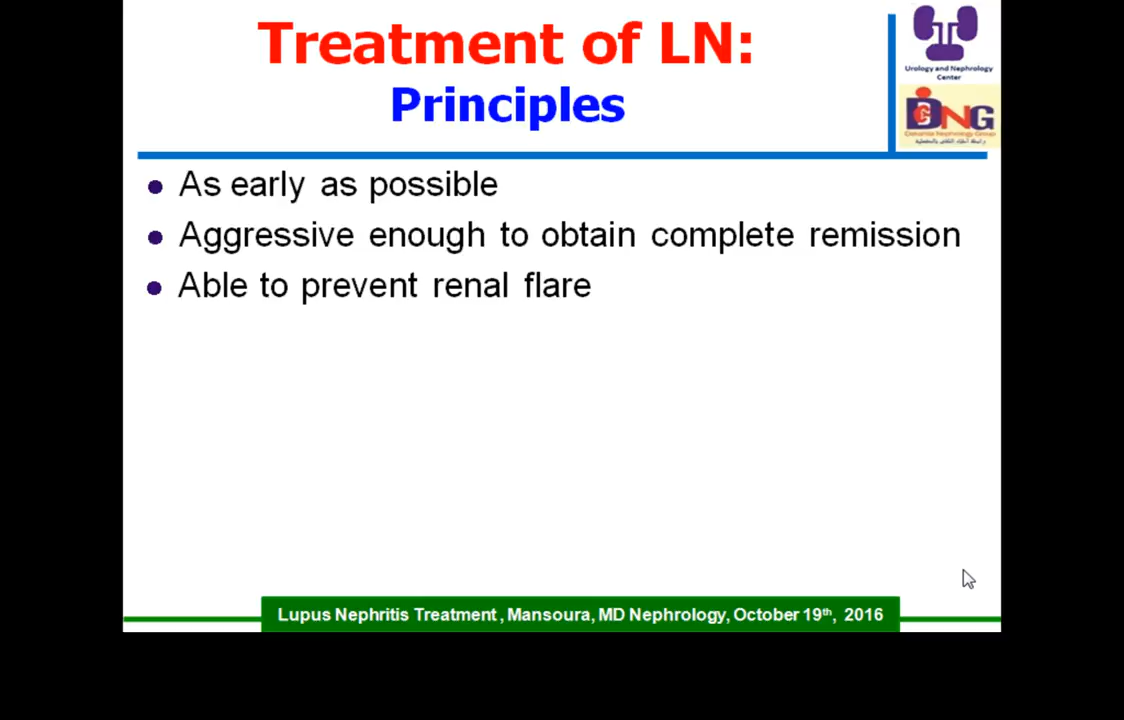 Treatment of LN:
Principles
Urology and Nephrology
Center
DNG
• As early as possible
• Aggressive enough to obtain complete remission
• Able to prevent renal flare
Lupus Nephritis Treatment, Mansoura, MD Nephrology, October 19th, 2016